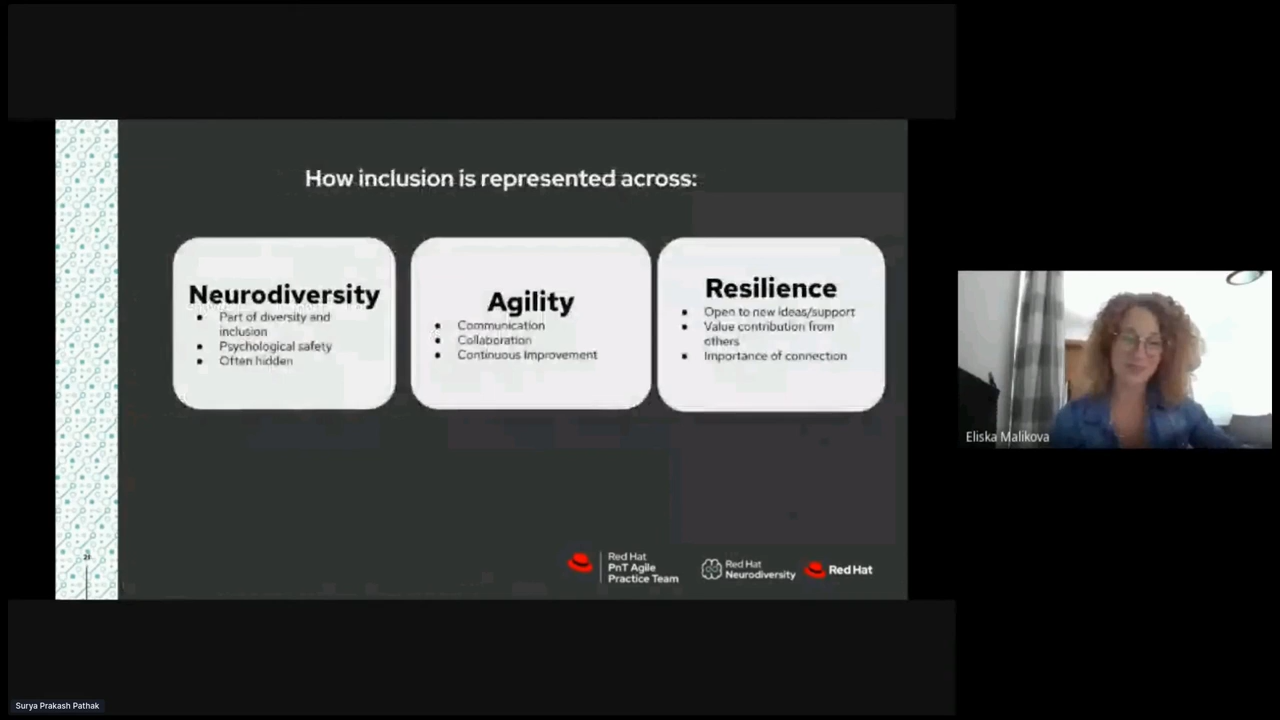 How inclusion is represented across:
Neurodiversity
• Part of diversity and
inclusion
• Psychological safety
• Often hidden
Agility
• Communication
• Collaboration
• Continuous Improvement
Resilience
• Open to new ideas/support
• Value contribution from
others
• Importance of connection
Eliska Malikova
21
Red Hat
PnT Agile
Practice Team
Red Hat
Neurodiversity
Red Hat
Surya Prakash Pathak